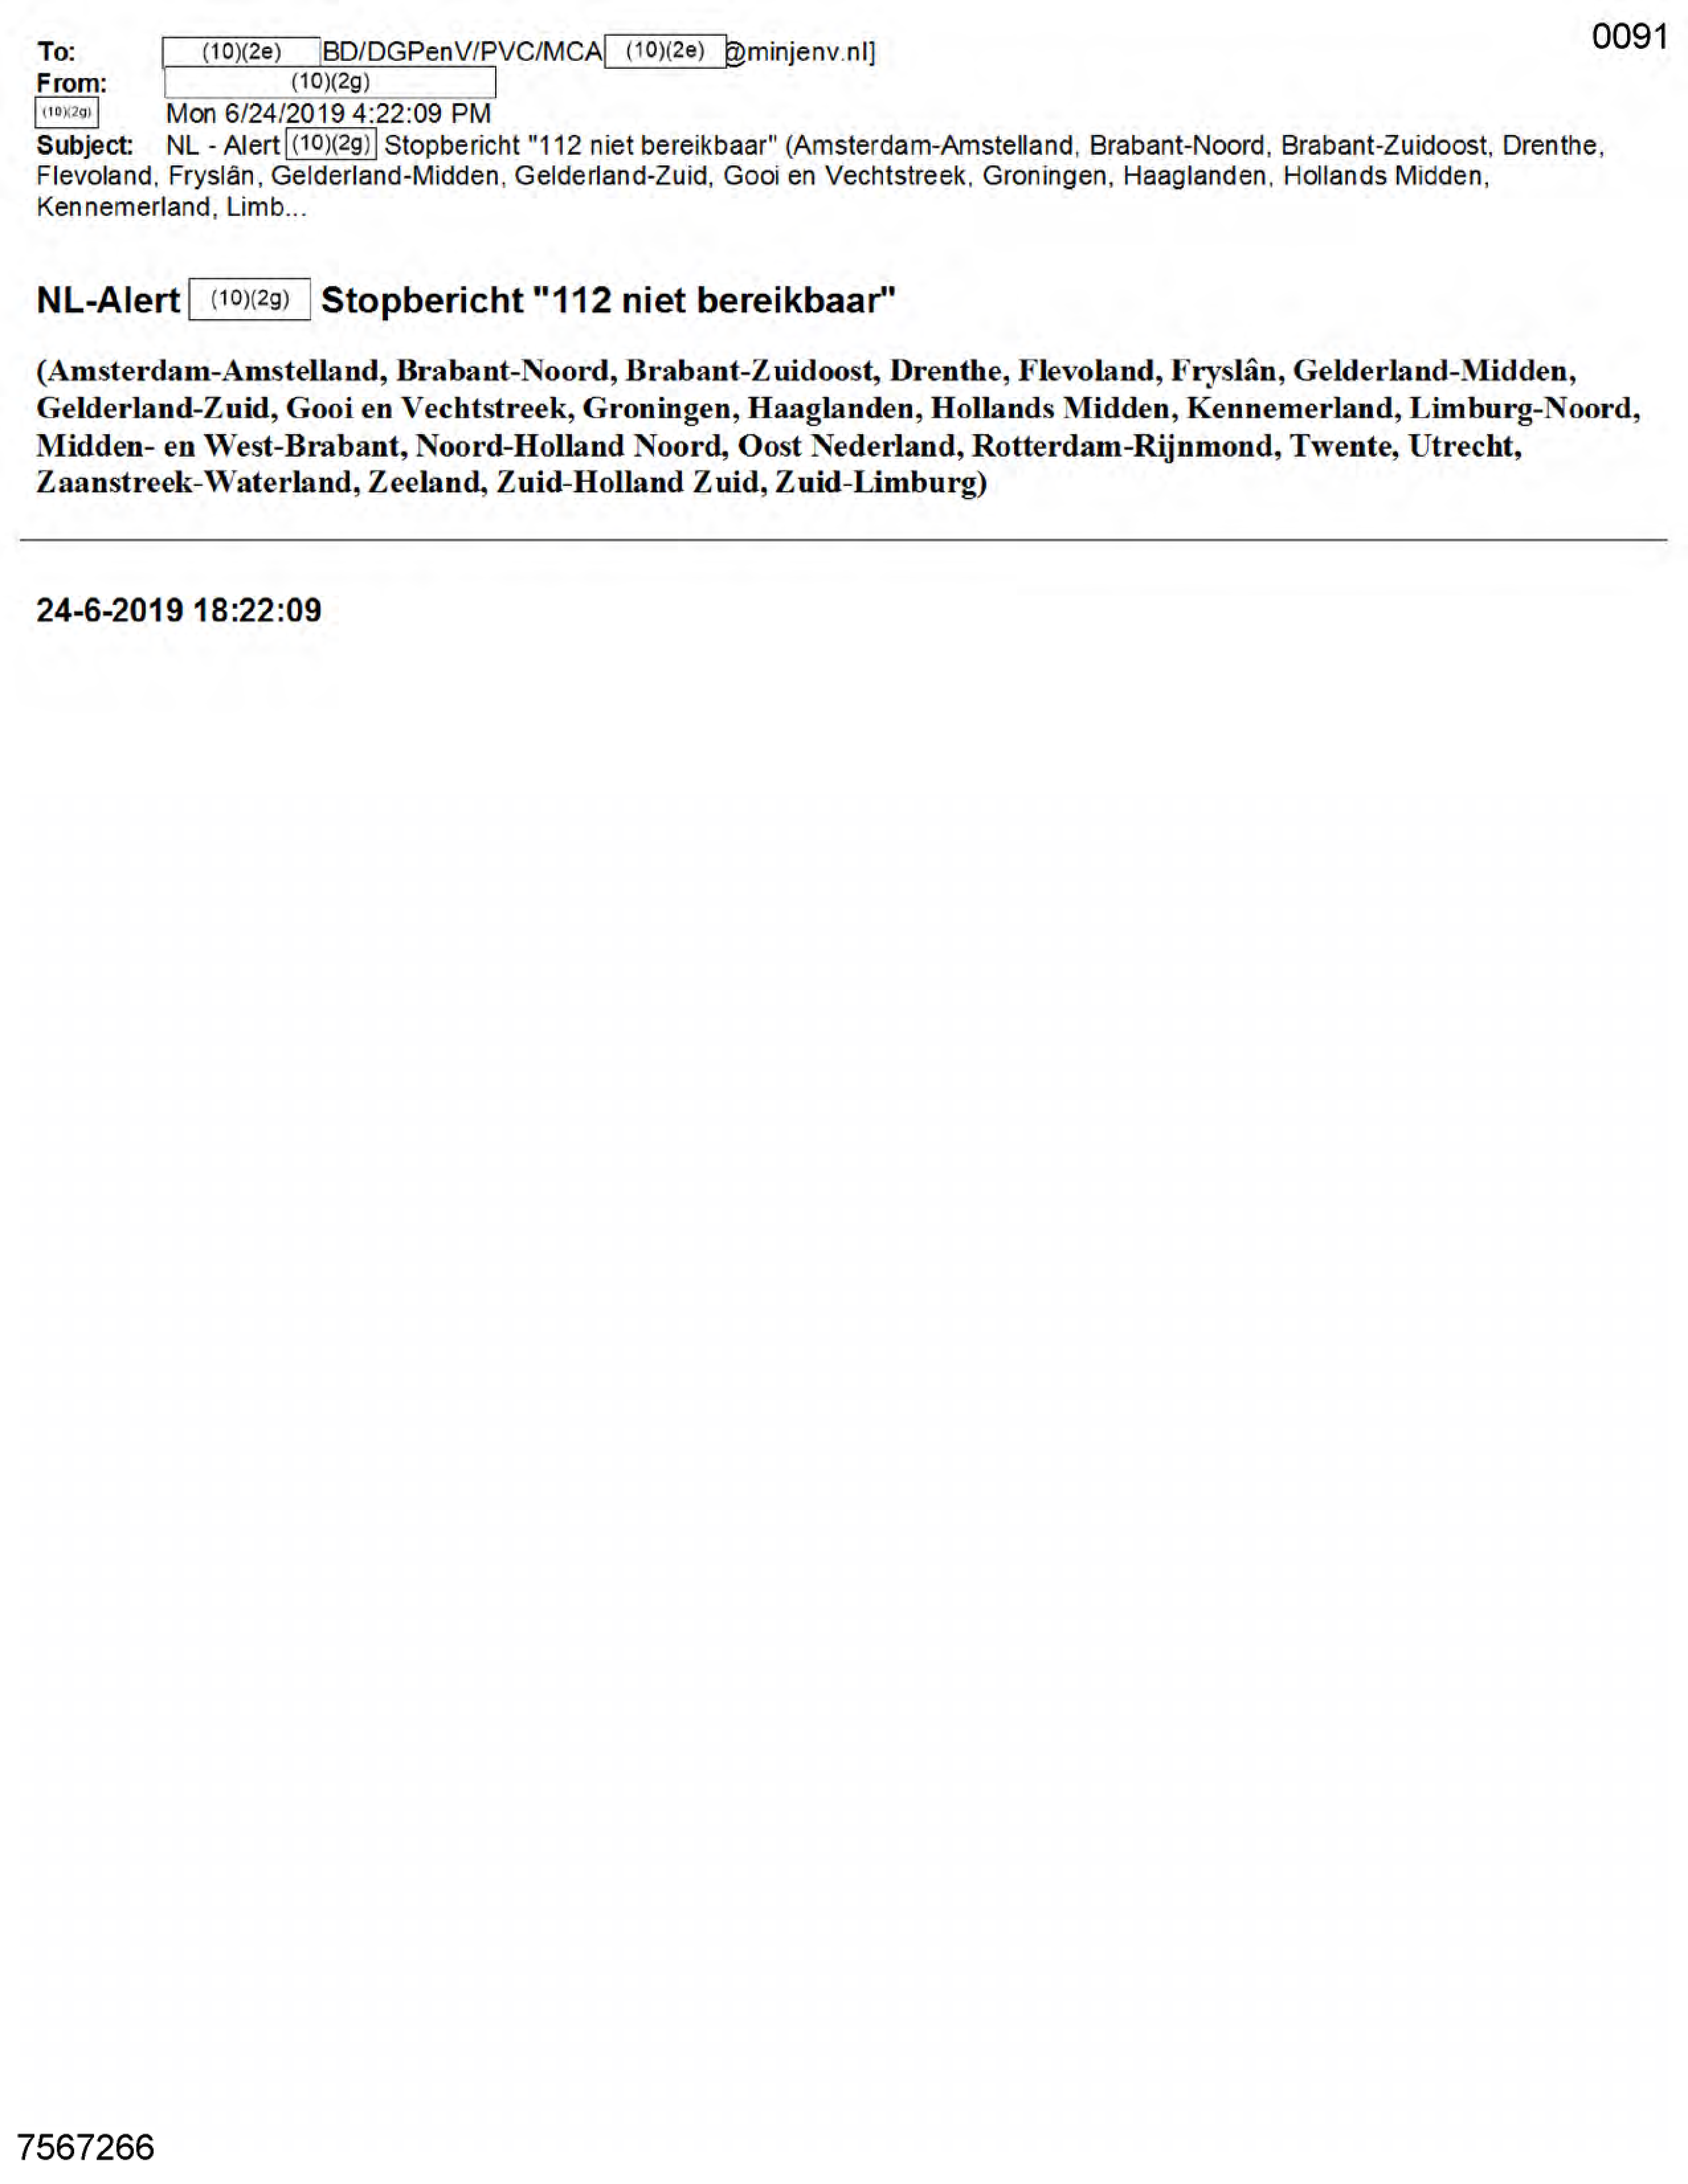 0091
To: (10)(2e) BD/DGPenV/PVC/MCA (10)(2e) @minjenv.nl]
From: (10)(2g)
(10)(2g) Mon 6/24/2019 4:22:09 PM
Subject: NL - Alert (10)(2g) Stopbericht "112 niet bereikbaar" (Amsterdam-Amstelland, Brabant-Noord, Brabant-Zuidoost, Drenthe,
Flevoland, Fryslân, Gelderland-Midden, Gelderland-Zuid, Gooi en Vechtstreek, Groningen, Haaglanden, Hollands Midden,
Kennemerland, Limb...
NL-Alert (10)(2g) Stopbericht "112 niet bereikbaar"
(Amsterdam-Amstelland, Brabant-Noord, Brabant-Zuidoost, Drenthe, Flevoland, Fryslân, Gelderland-Midden,
Gelderland-Zuid, Gooi en Vechtstreek, Groningen, Haaglanden, Hollands Midden, Kennemerland, Limburg-Noord,
Midden- en West-Brabant, Noord-Holland Noord, Oost Nederland, Rotterdam-Rijnmond, Twente, Utrecht,
Zaanstreek-Waterland, Zeeland, Zuid-Holland Zuid, Zuid-Limburg)
24-6-2019 18:22:09
7567266